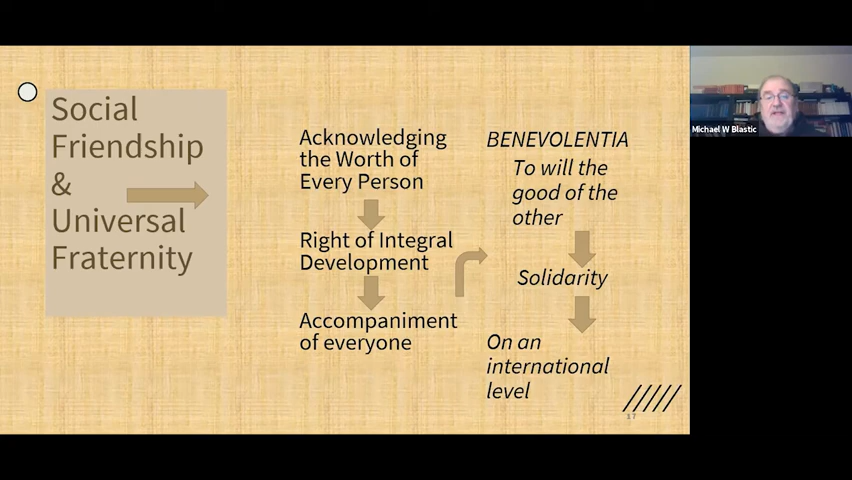 Social
Friendship
&
Universal
Fraternity
Acknowledging
the Worth of
Every Person
Right of Integral
Development
Accompaniment
of everyone
BENEVOLENTIA
To will the
good of the
other
Solidarity
On an
international
level
17
Michael W Blastic